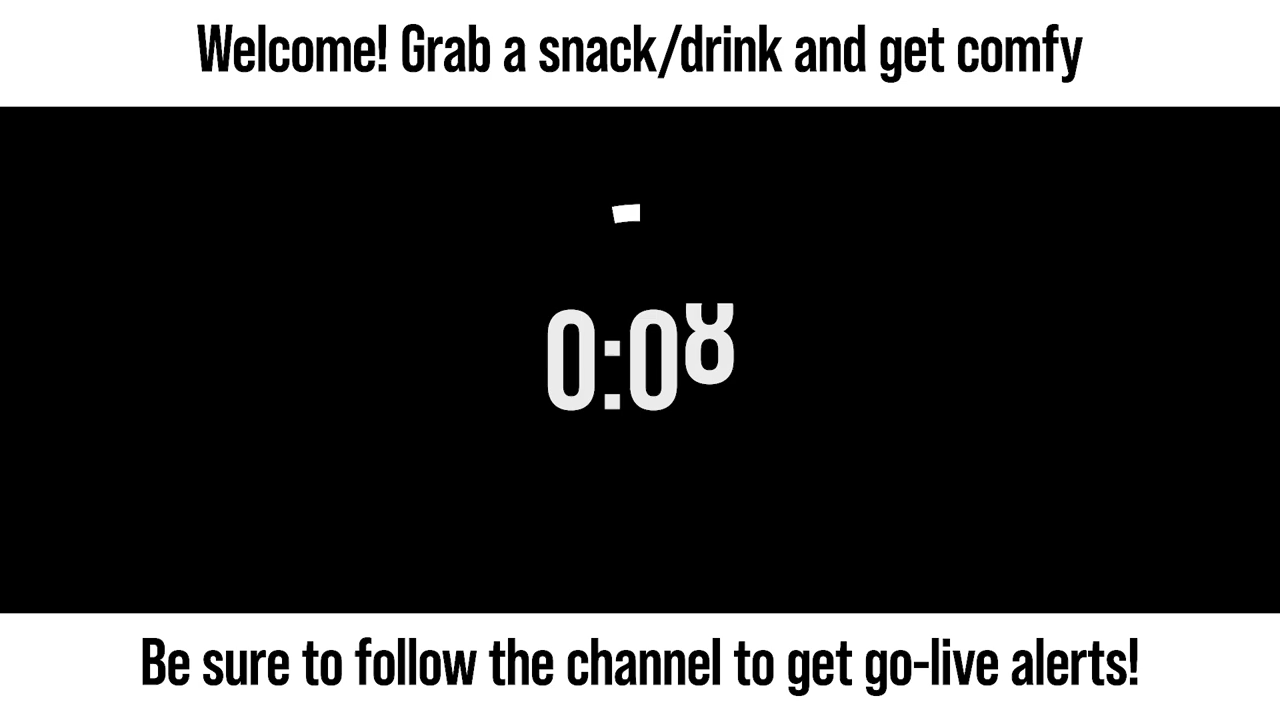 Welcome! Grab a snack/drink and get comfy
0:08
Be sure to follow the channel to get go-live alerts!